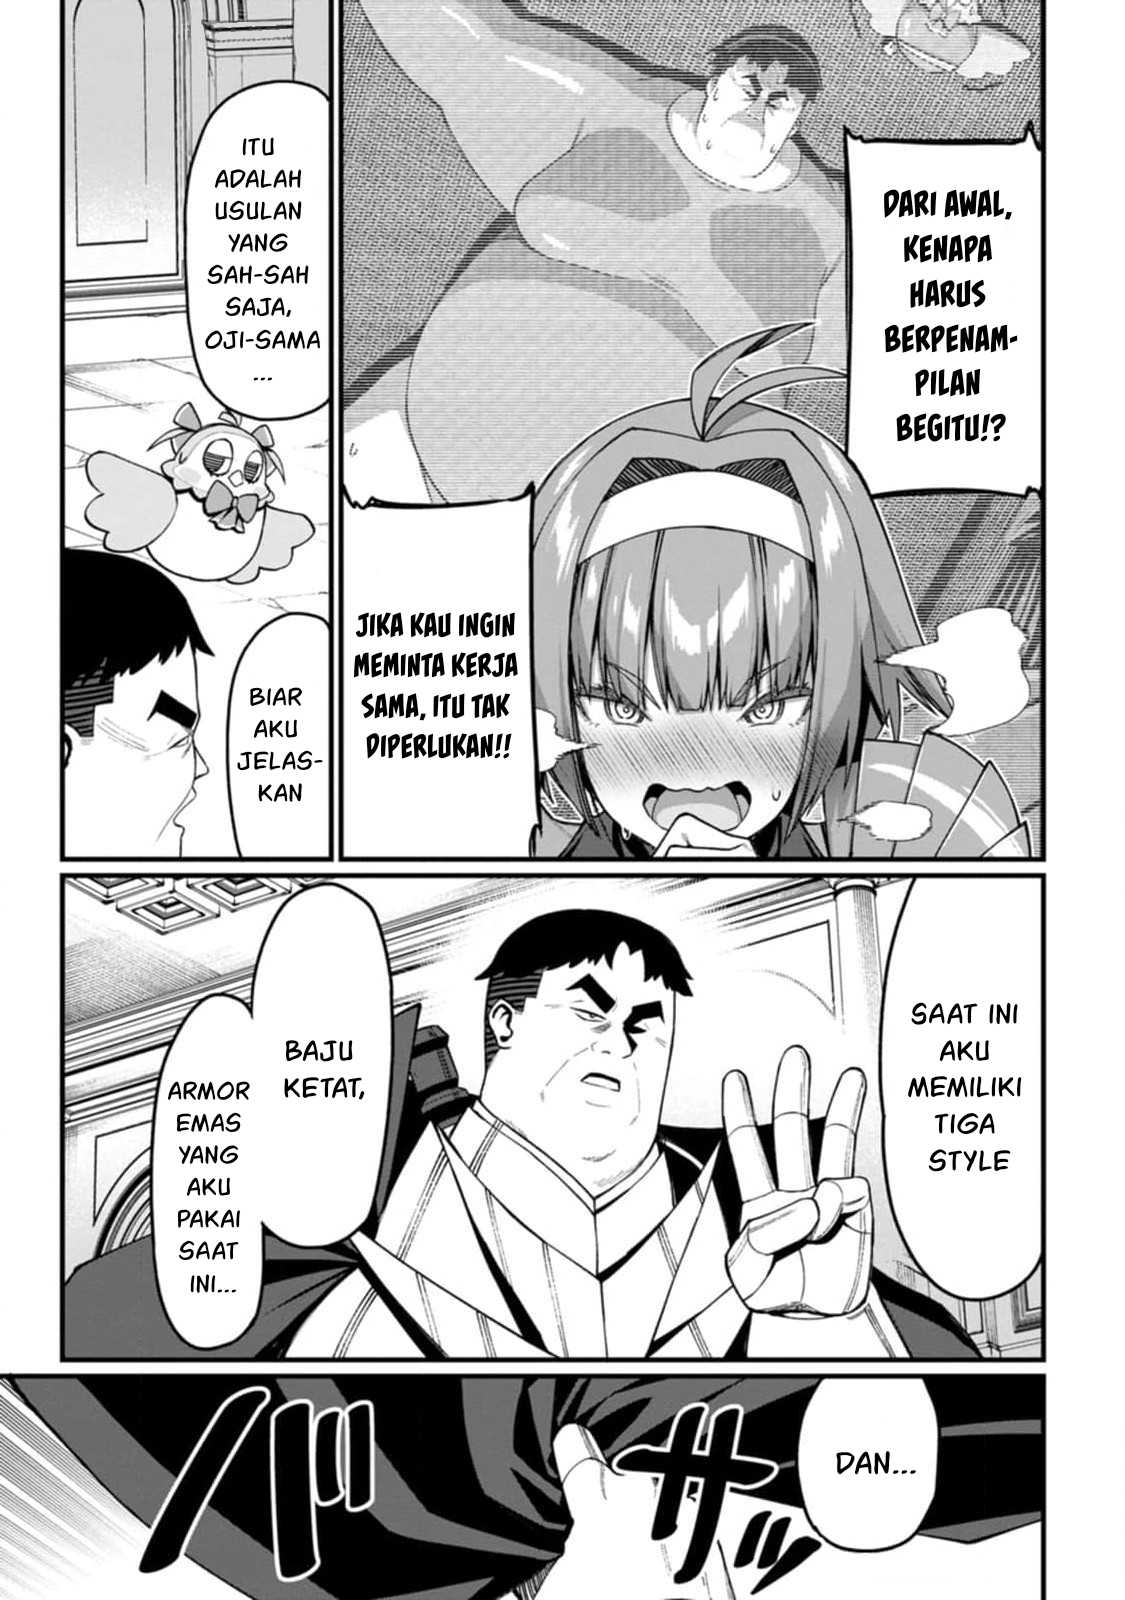 DARI AWAL,
KENAPA
HARUS
BERPENAM-
PILAN
BEGITU!?
JIKA KAU INGIN
MEMINTA KERJA
SAMA, ITU TAK
DIPERLUKAN!!
ITU
ADALAH
USULAN
YANG
SAH-SAH
SAJA,
OJI-SAMA
...
BIAR
AKU
JELAS-
KAN
SAAT INI
AKU
MEMILIKI
TIGA
STYLE
BAJU
KETAT,
ARMOR
EMAS
YANG
AKU
PAKAI
SAAT
INI...
DAN...
バサッ